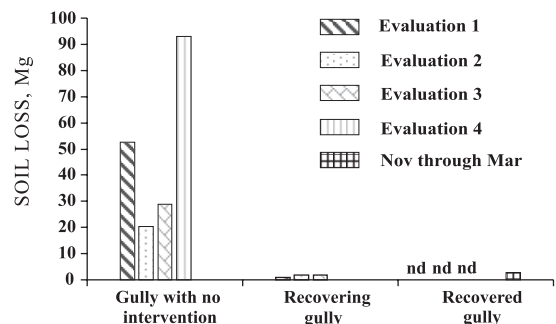 100
90
80
70
60
50
40
30
20
10
0
SOIL LOSS, Mg
Evaluation 1
Evaluation 2
Evaluation 3
Evaluation 4
Nov through Mar
nd nd nd
Gully with no
intervention
Recovering
gully
Recovered
gully